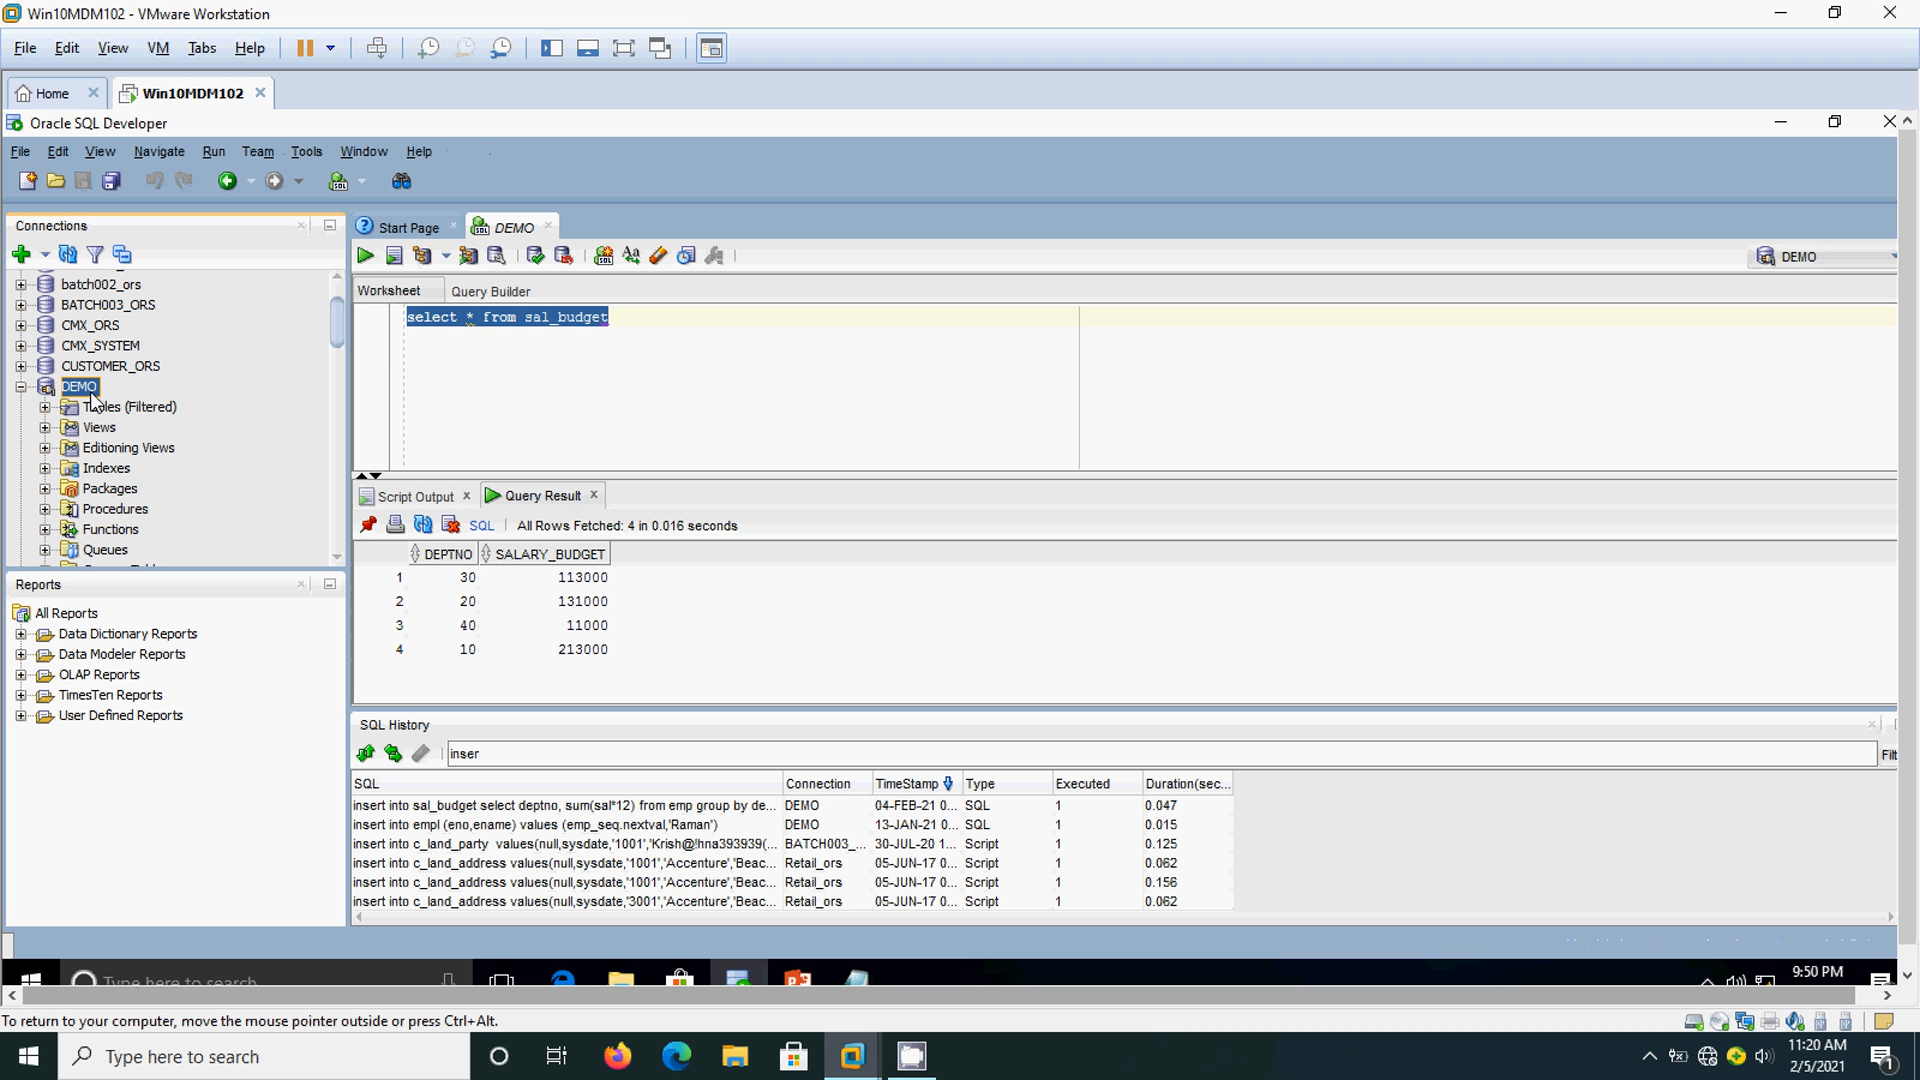 Win10MDM102 - VMware Workstation
File Edit View VM Tabs Help
Home Win10MDM102
Oracle SQL Developer
File Edit View Navigate Run Team Tools Window Help
Connections
batch002_ors
BATCH003_ORS
CMX_ORS
CMX_SYSTEM
CUSTOMER_ORS
DEMO
Tables (Filtered)
Views
Editioning Views
Indexes
Packages
Procedures
Functions
Queues
Reports
All Reports
Data Dictionary Reports
Data Modeler Reports
OLAP Reports
TimesTen Reports
User Defined Reports
Start Page DEMO
DEMO
Worksheet Query Builder
select * from sal_budget
Script Output Query Result
SQL All Rows Fetched: 4 in 0.016 seconds
DEPTNO SALARY_BUDGET
1 30 113000
2 20 131000
3 40 11000
4 10 213000
SQL History
inser Filt
SQL Connection TimeStamp Type Executed Duration(sec...
insert into sal_budget select deptno, sum(sal*12) from emp group by de... DEMO 04-FEB-21 0... SQL 1 0.047
insert into empl (eno,ename) values (emp_seq.nextval,'Raman') DEMO 13-JAN-21 0... SQL 1 0.015
insert into c_land_party values(null,sysdate,'1001','Krish@!hna393939(... BATCH003_... 30-JUL-20 1... Script 1 0.125
insert into c_land_address values(null,sysdate,'1001','Accenture','Beac... Retail_ors 05-JUN-17 0... Script 1 0.062
insert into c_land_address values(null,sysdate,'1001','Accenture','Beac... Retail_ors 05-JUN-17 0... Script 1 0.156
insert into c_land_address values(null,sysdate,'3001','Accenture','Beac... Retail_ors 05-JUN-17 0... Script 1 0.062
Type here to search
9:50 PM
To return to your computer, move the mouse pointer outside or press Ctrl+Alt.
Type here to search
11:20 AM
2/5/2021
1